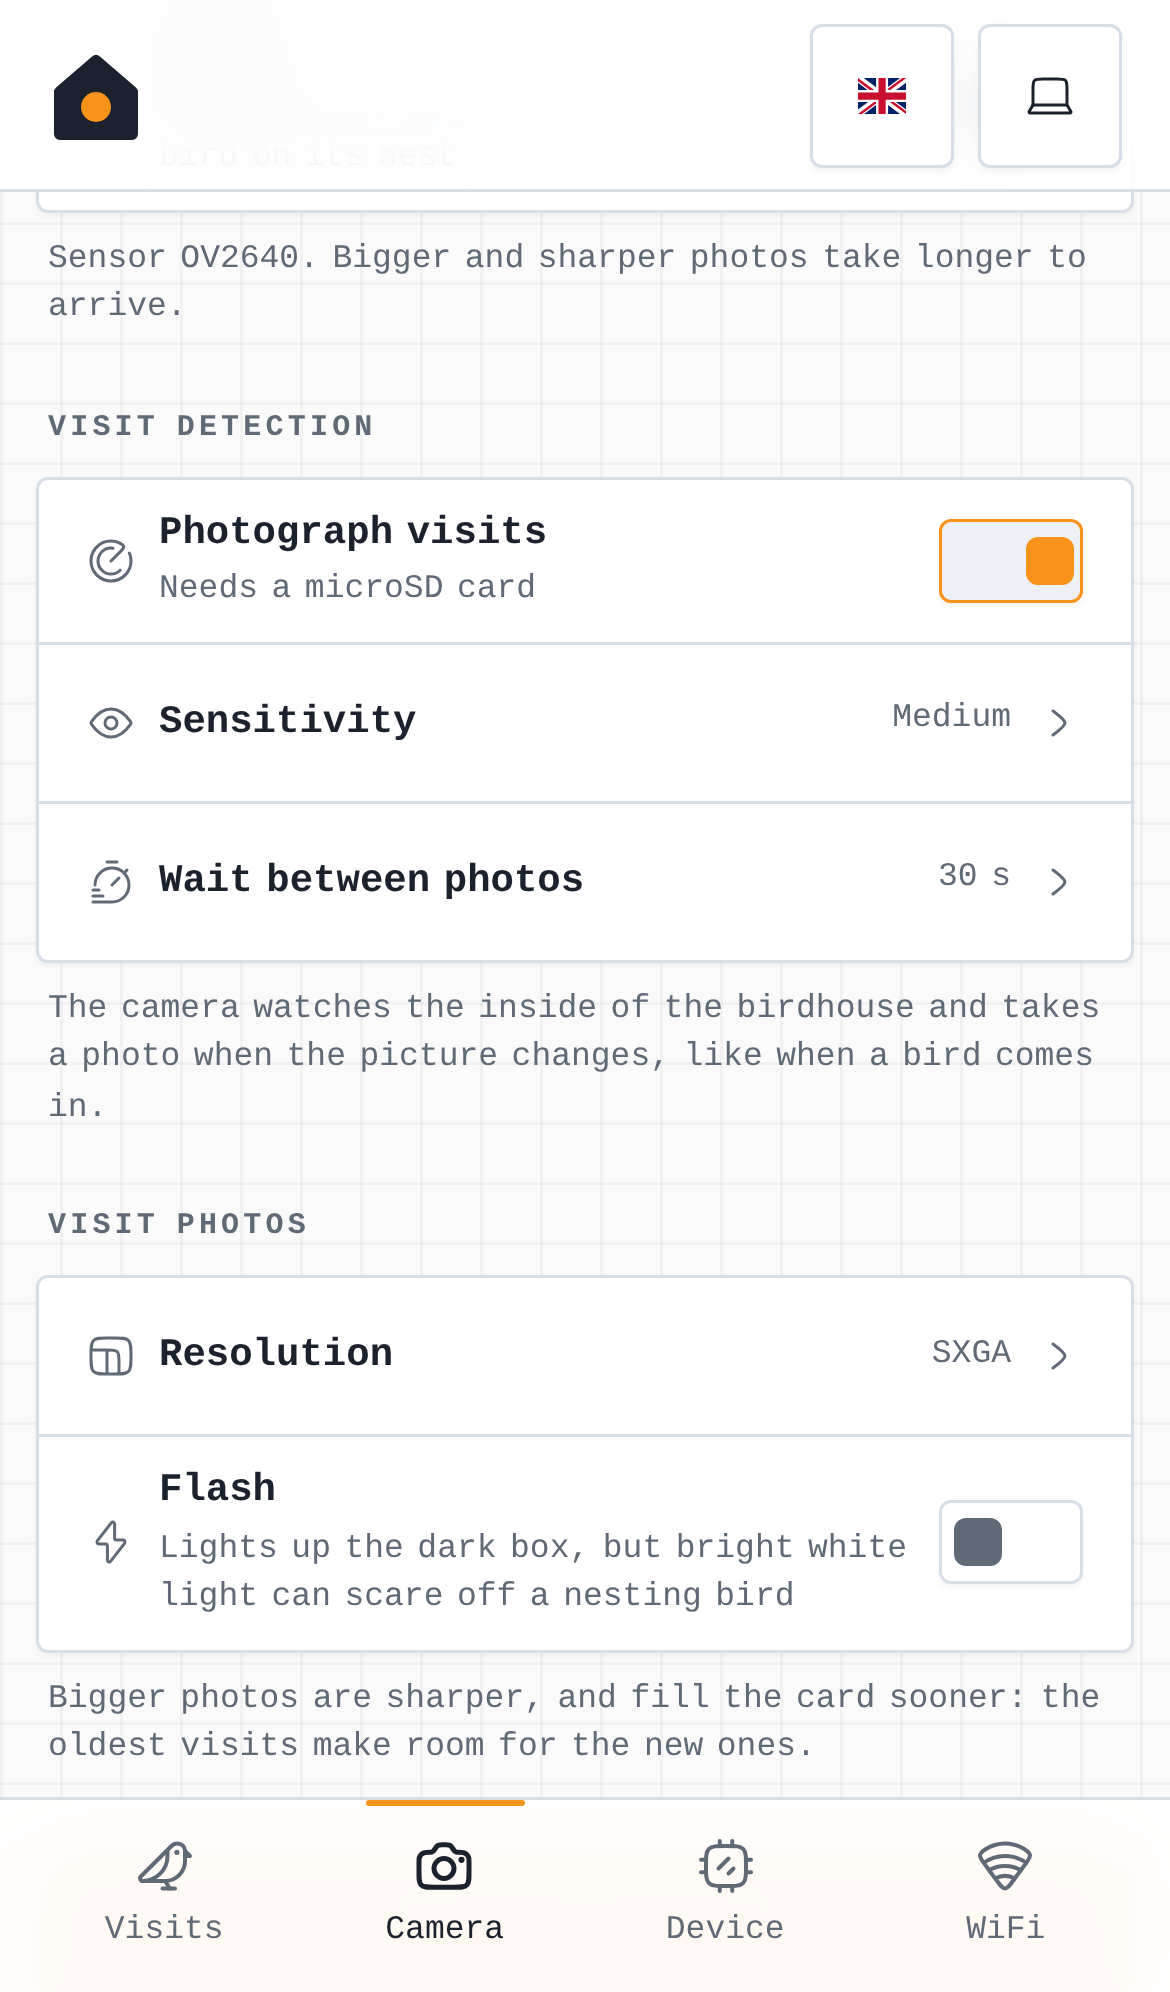 bird on its nest
Sensor OV2640. Bigger and sharper photos take longer to
arrive.
VISIT DETECTION
Photograph visits
Needs a microSD card
Sensitivity
Medium
Wait between photos
30 s
The camera watches the inside of the birdhouse and takes
a photo when the picture changes, like when a bird comes
in.
VISIT PHOTOS
Resolution
SXGA
Flash
Lights up the dark box, but bright white
light can scare off a nesting bird
Bigger photos are sharper, and fill the card sooner: the
oldest visits make room for the new ones.
Visits
Camera
Device
WiFi